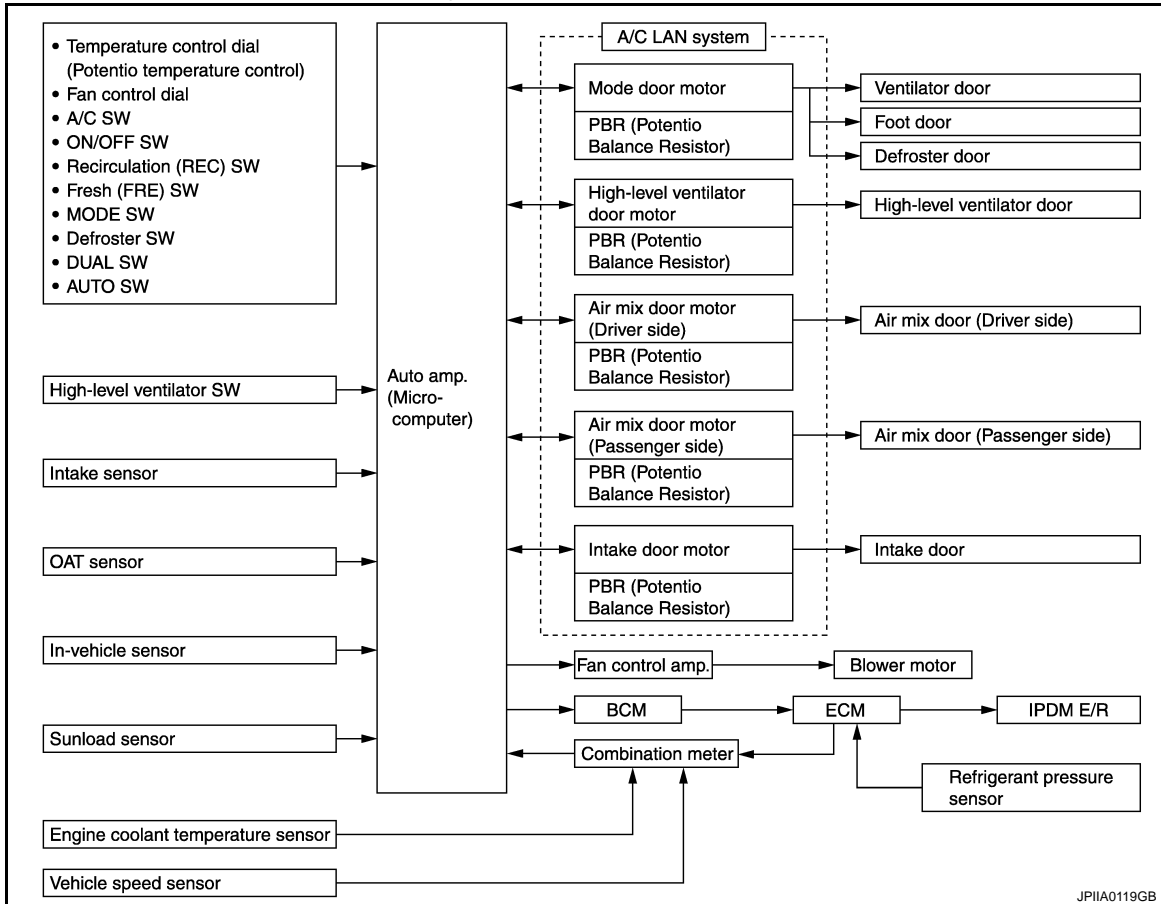 • Temperature control dial
(Potentio temperature control)
• Fan control dial
• A/C SW
• ON/OFF SW
• Recirculation (REC) SW
• Fresh (FRE) SW
• MODE SW
• Defroster SW
• DUAL SW
• AUTO SW
High-level ventilator SW
Intake sensor
OAT sensor
In-vehicle sensor
Sunload sensor
Engine coolant temperature sensor
Vehicle speed sensor
Auto amp.
(Micro-
computer)
A/C LAN system
Mode door motor
PBR (Potentio
Balance Resistor)
High-level ventilator
door motor
PBR (Potentio
Balance Resistor)
Air mix door motor
(Driver side)
PBR (Potentio
Balance Resistor)
Air mix door motor
(Passenger side)
PBR (Potentio
Balance Resistor)
Intake door motor
PBR (Potentio
Balance Resistor)
Ventilator door
Foot door
Defroster door
High-level ventilator door
Air mix door (Driver side)
Air mix door (Passenger side)
Intake door
Fan control amp.
Blower motor
BCM
ECM
IPDM E/R
Combination meter
Refrigerant pressure
sensor
JPIIA0119GB